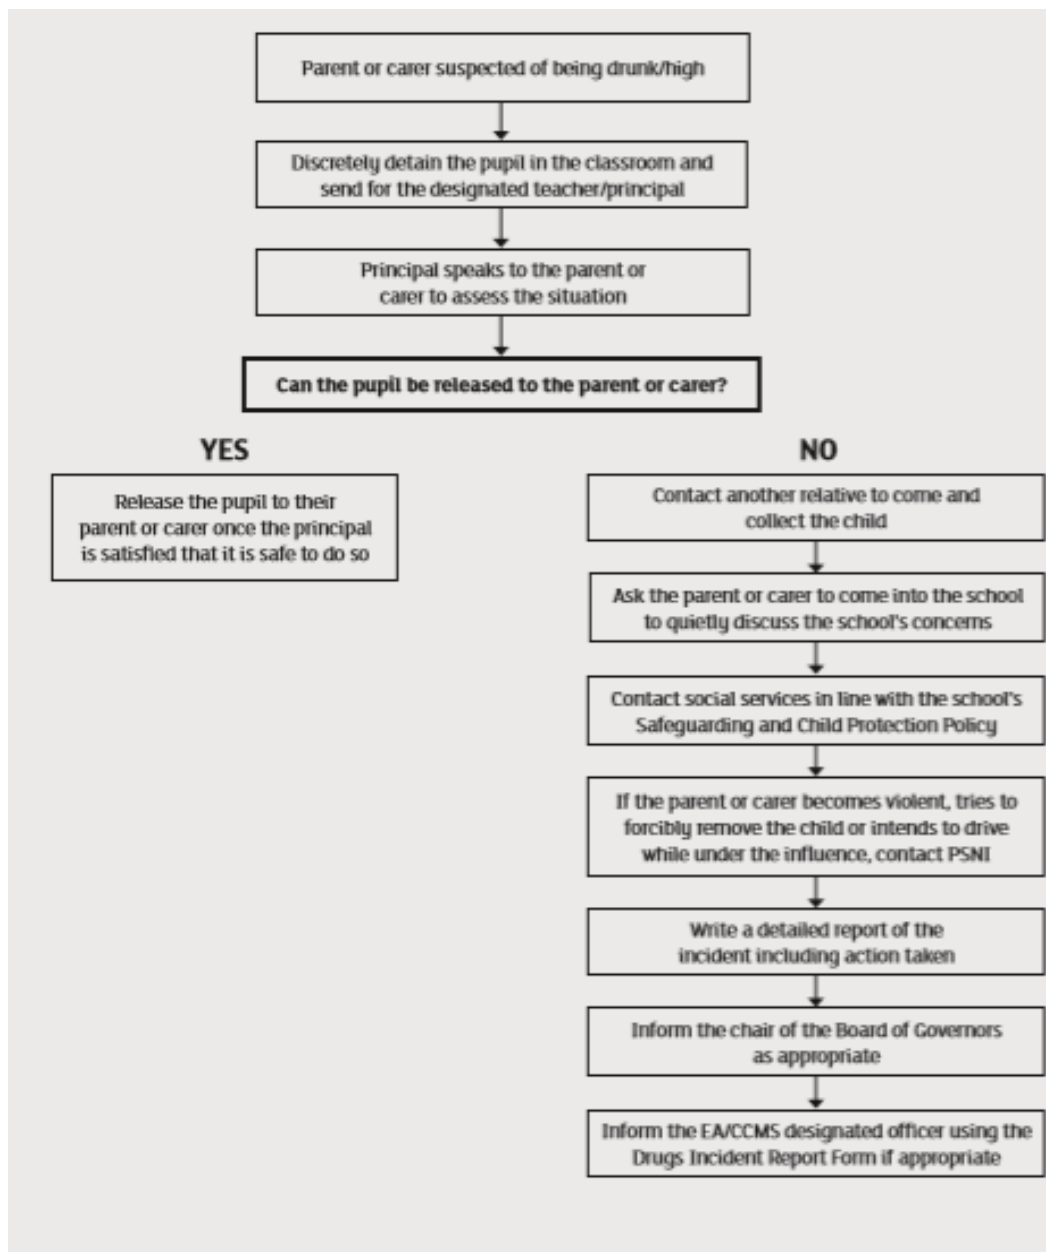 Parent or carer suspected of being drunk/high
Discretely detain the pupil in the classroom and
send for the designated teacher/principal
Principal speaks to the parent or
carer to assess the situation
Can the pupil be released to the parent or carer?
YES
Release the pupil to their
parent or carer once the principal
is satisfied that it is safe to do so
NO
Contact another relative to come and
collect the child
Ask the parent or carer to come into the school
to quietly discuss the school's concerns
Contact social services in line with the school's
Safeguarding and Child Protection Policy
If the parent or carer becomes violent, tries to
forcibly remove the child or intends to drive
while under the influence, contact PSNI
Write a detailed report of the
incident including action taken
Inform the chair of the Board of Governors
as appropriate
Inform the EA/CCMS designated officer using the
Drugs Incident Report Form if appropriate